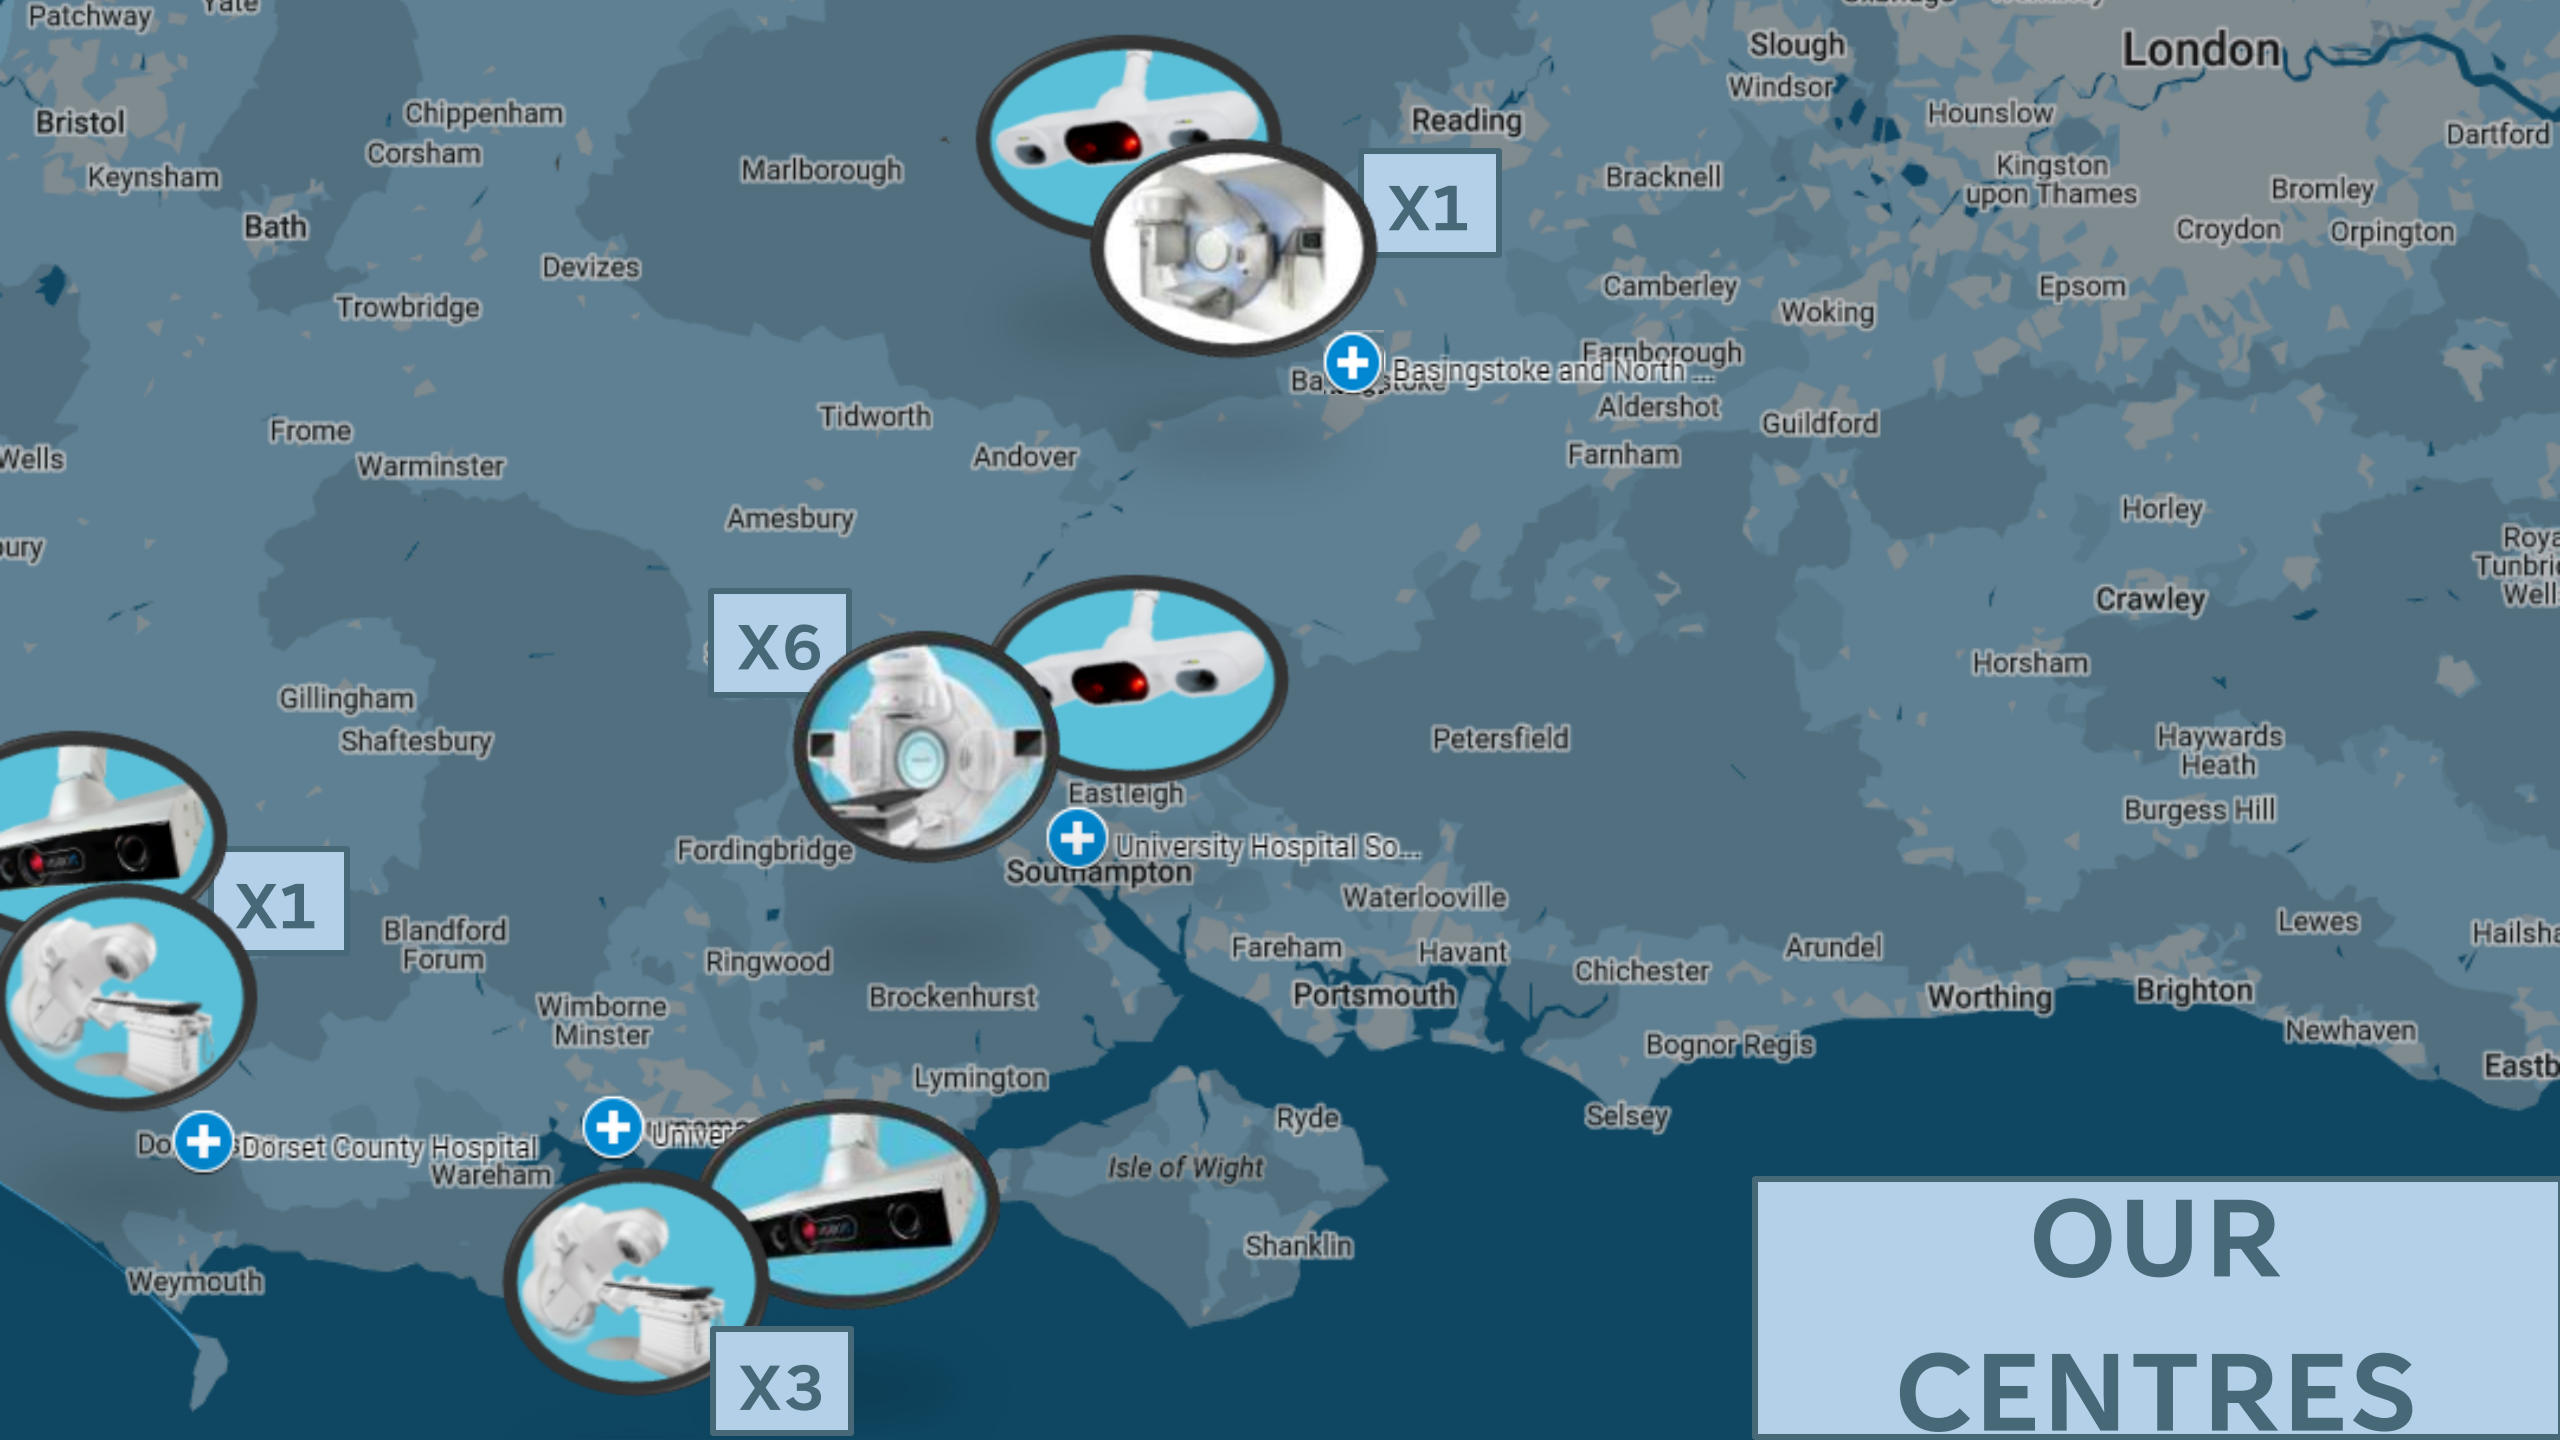 Patchway
Yate
Bristol
Keynsham
Chippenham
Corsham
Bath
Marlborough
Devizes
Trowbridge
Slough
Windsor
London
Reading
Hounslow
Dartford
Kingston
upon Thames
Bracknell
Bromley
Croydon
Orpington
X1
Camberley
Woking
Epsom
Farnborough
Basingstoke and North ...
Aldershot
Guildford
Farnham
Tidworth
Andover
Frome
Warminster
Wells
Amesbury
Horley
Crawley
Horsham
Haywards
Heath
Burgess Hill
X6
Gillingham
Shaftesbury
Petersfield
Eastleigh
University Hospital So...
Southampton
Fordingbridge
X1
Blandford
Forum
Ringwood
Wimborne
Minster
Brockenhurst
Waterlooville
Fareham
Havant
Portsmouth
Chichester
Arundel
Bognor Regis
Worthing
Brighton
Lewes
Newhaven
Selsey
Lymington
Ryde
Isle of Wight
Shanklin
Dorset County Hospital
Wareham
Weymouth
X3
OUR
CENTRES